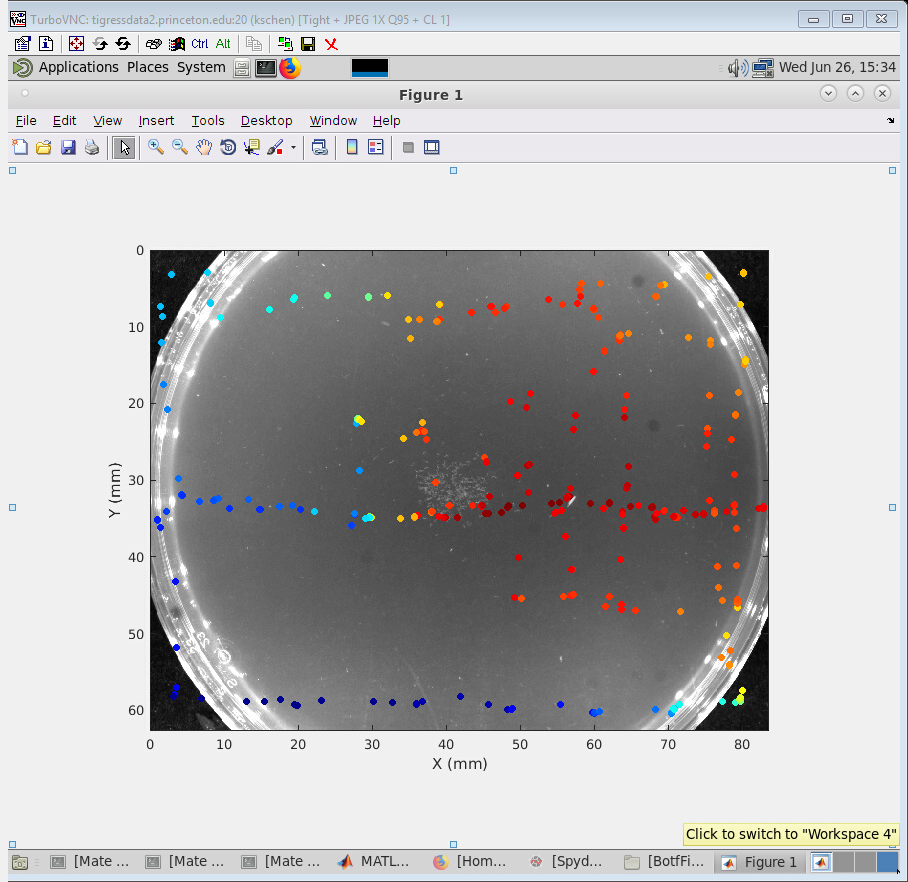 TurboVNC: tigressdata2.princeton.edu:20 (kschen) [Tight + JPEG 1X Q95 + CL 1]
Ctrl Alt
Applications Places System Wed Jun 26, 15:34
Figure 1
File Edit View Insert Tools Desktop Window Help
0
10
20
30
40
50
60
Y (mm)
0 10 20 30 40 50 60 70 80
X (mm)
Click to switch to "Workspace 4"
[Mate ... [Mate ... [Mate ... MATL... [Hom... [Spyd... [BotfFi... Figure 1